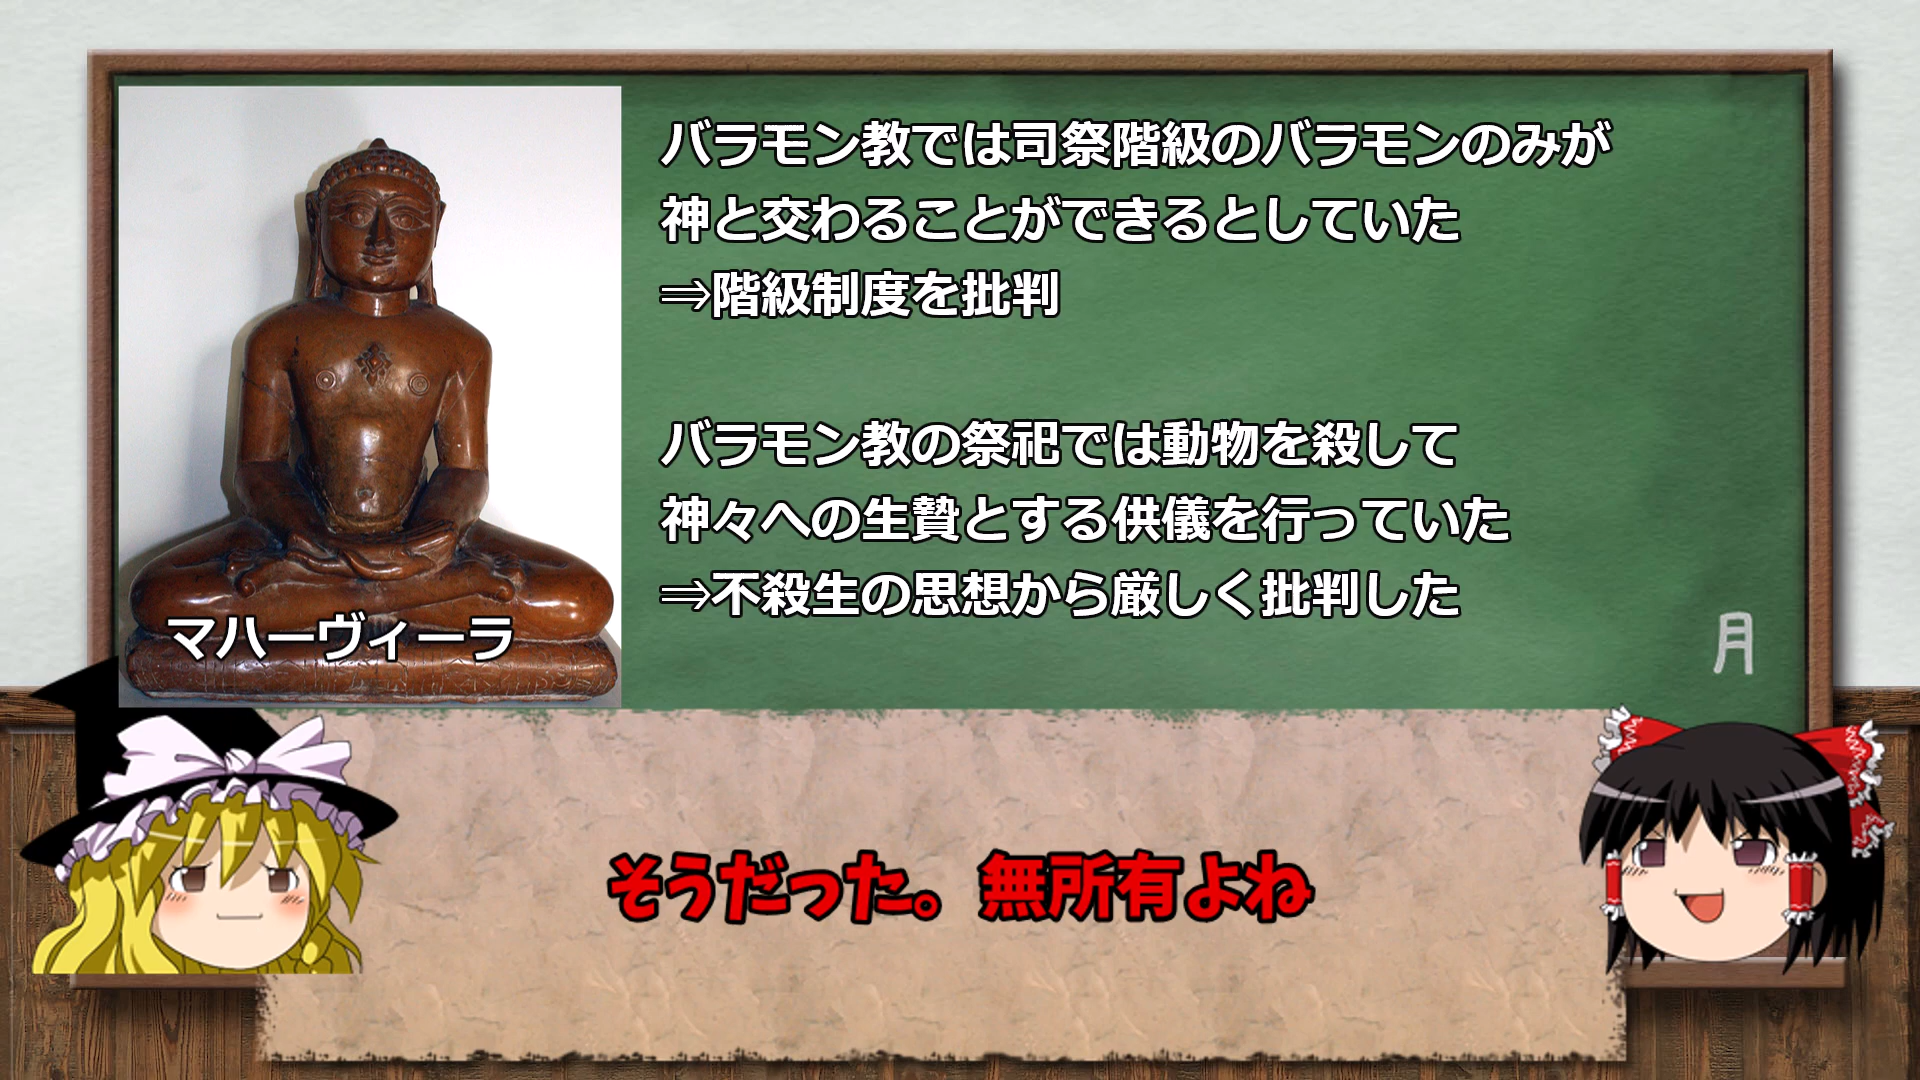 バラモン教では司祭階級のバラモンのみが
神と交わることができるとしていた
⇒階級制度を批判
バラモン教の祭祀では動物を殺して
神々への生贄とする供儀を行っていた
⇒不殺生の思想から厳しく批判した
マハーヴィーラ
月
そうだった。無所有よね